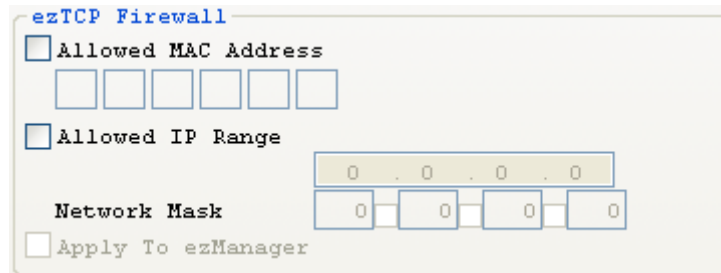 ezTCP Firewall
Allowed MAC Address
Allowed IP Range
0 . 0 . 0 . 0
Network Mask 0 0 0 0
Apply To ezManager